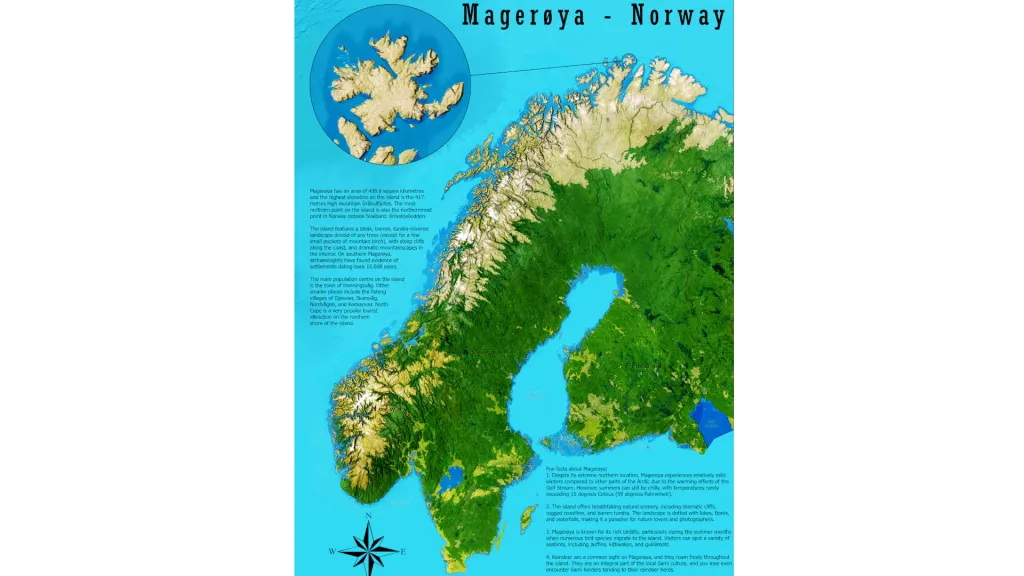 Magerøya - Norway
Magerøya has an area of 436.6 square kilometres
and the highest elevation on the island is the 417-
metres high mountain Gråkallfjellet. The most
northern point on the island is also the northernmost
point in Norway outside Svalbard: Knivskjellodden.
The island features a bleak, barren, tundra-covered
landscape devoid of any trees (except for a few
small pockets of mountain birch), with steep cliffs
along the coast, and dramatic mountainscapes in
the interior. On southern Magerøya,
archaeologists have found evidence of
settlements dating back 10,000 years.
The main population centre on the island
is the town of Honningsvåg. Other
smaller places include the fishing
villages of Gjesvær, Skarsvåg,
Nordvågen, and Kamøyvær. North
Cape is a very popular tourist
attraction on the northern
shore of the island.
Fun facts about Magerøya:
1. Despite its extreme northern location, Magerøya experiences relatively mild
winters compared to other parts of the Arctic due to the warming effects of the
Gulf Stream. However, summers can still be chilly, with temperatures rarely
exceeding 15 degrees Celsius (59 degrees Fahrenheit).
2. The island offers breathtaking natural scenery, including dramatic cliffs,
rugged coastline, and barren tundra. The landscape is dotted with lakes, fjords,
and waterfalls, making it a paradise for nature lovers and photographers.
3. Magerøya is known for its rich birdlife, particularly during the summer months
when numerous bird species migrate to the island. Visitors can spot a variety of
seabirds, including puffins, kittiwakes, and guillemots.
4. Reindeer are a common sight on Magerøya, and they roam freely throughout
the island. They are an integral part of the local Sami culture, and you may even
encounter Sami herders tending to their reindeer herds.
N
W E